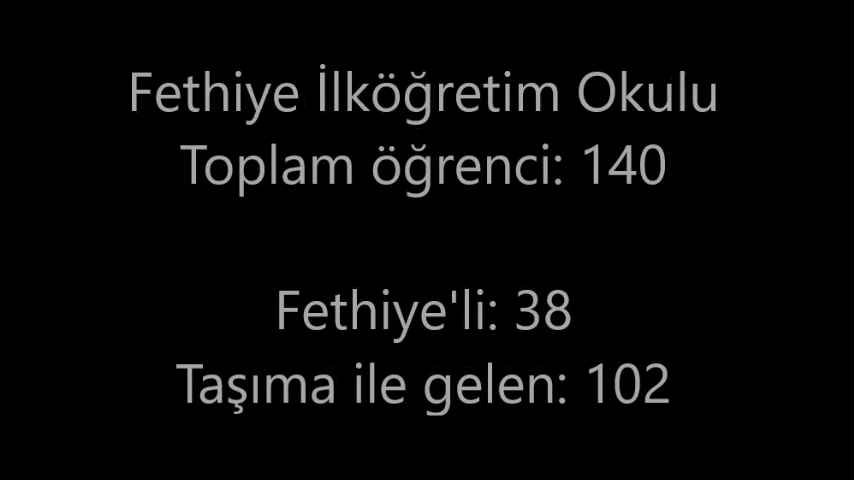 Fethiye İlköğretim Okulu
Toplam öğrenci: 140
Fethiye'li: 38
Taşıma ile gelen: 102